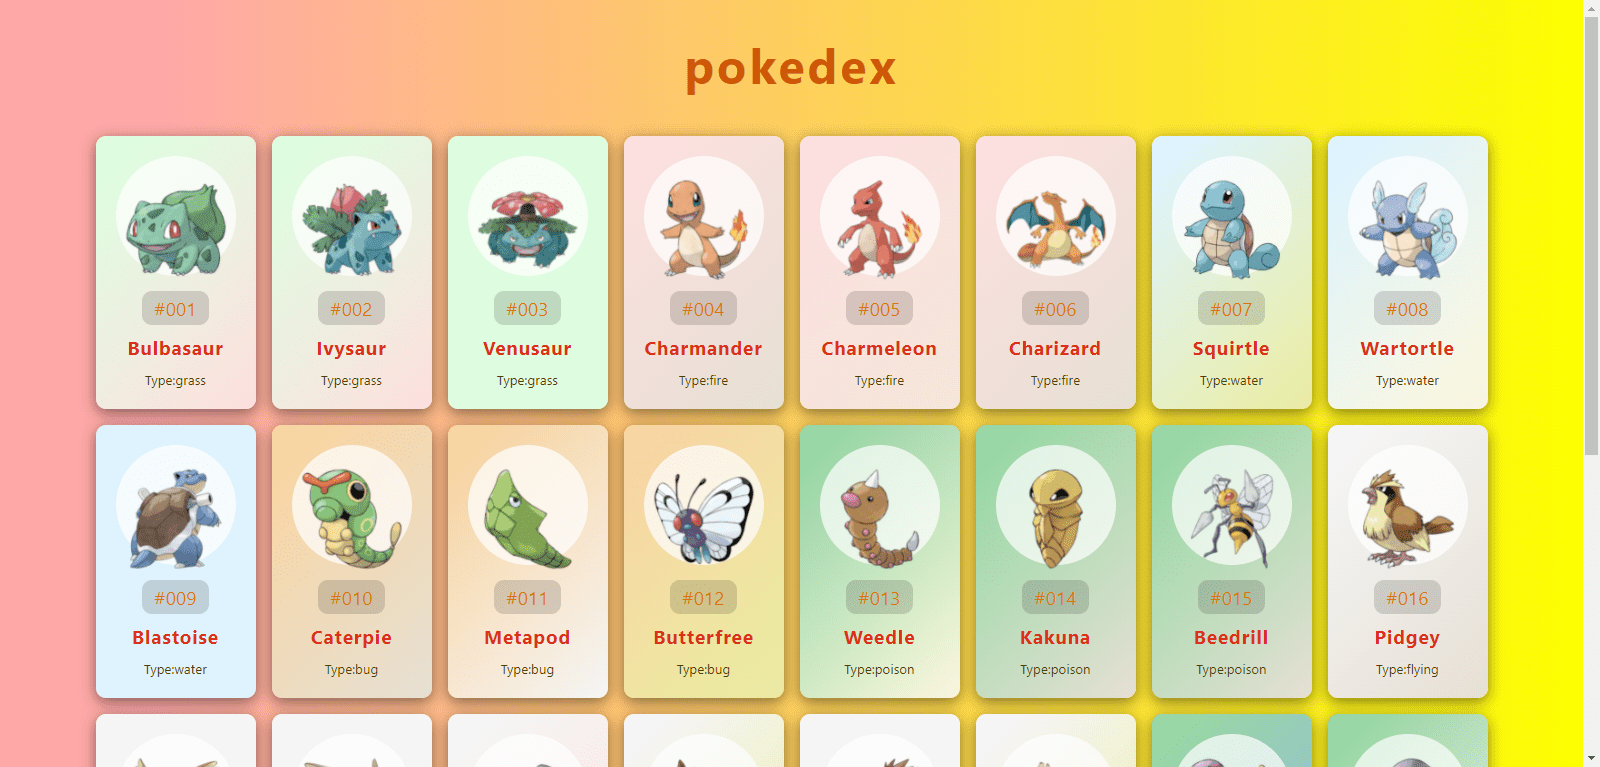 pokedex
#001 #002 #003 #004 #005 #006 #007 #008
Bulbasaur Ivysaur Venusaur Charmander Charmeleon Charizard Squirtle Wartortle
Type:grass Type:grass Type:grass Type:fire Type:fire Type:fire Type:water Type:water
#009 #010 #011 #012 #013 #014 #015 #016
Blastoise Caterpie Metapod Butterfree Weedle Kakuna Beedrill Pidgey
Type:water Type:bug Type:bug Type:bug Type:poison Type:poison Type:poison Type:flying